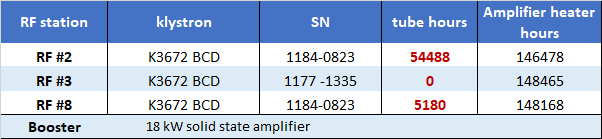 RF station klystron SN tube hours Amplifier heater hours
RF #2 K3672 BCD 1184-0823 54488 146478
RF #3 K3672 BCD 1177 -1335 0 148465
RF #8 K3672 BCD 1184-0823 5180 148168
Booster 18 kW solid state amplifier